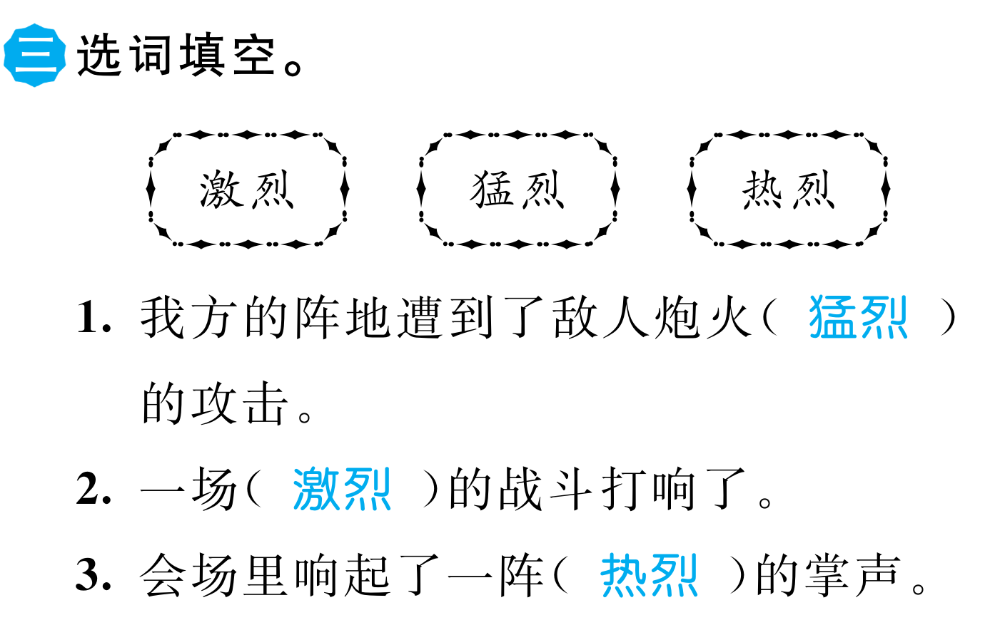 三 选词填空。
激烈 猛烈 热烈
1. 我方的阵地遭到了敌人炮火( 猛烈 )
的攻击。
2. 一场( 激烈 )的战斗打响了。
3. 会场里响起了一阵( 热烈 )的掌声。